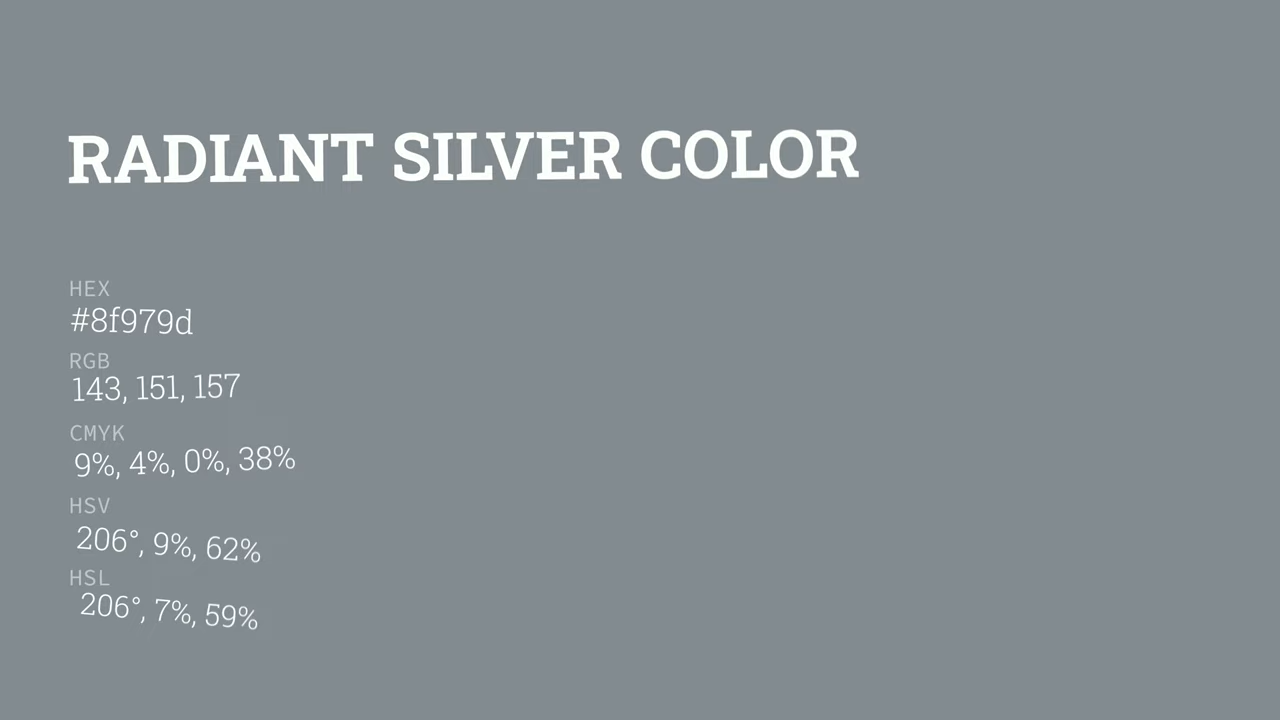 RADIANT SILVER COLOR
HEX
#8f979d
RGB
143, 151, 157
CMYK
9%, 4%, 0%, 38%
HSV
206°, 9%, 62%
HSL
206°, 7%, 59%